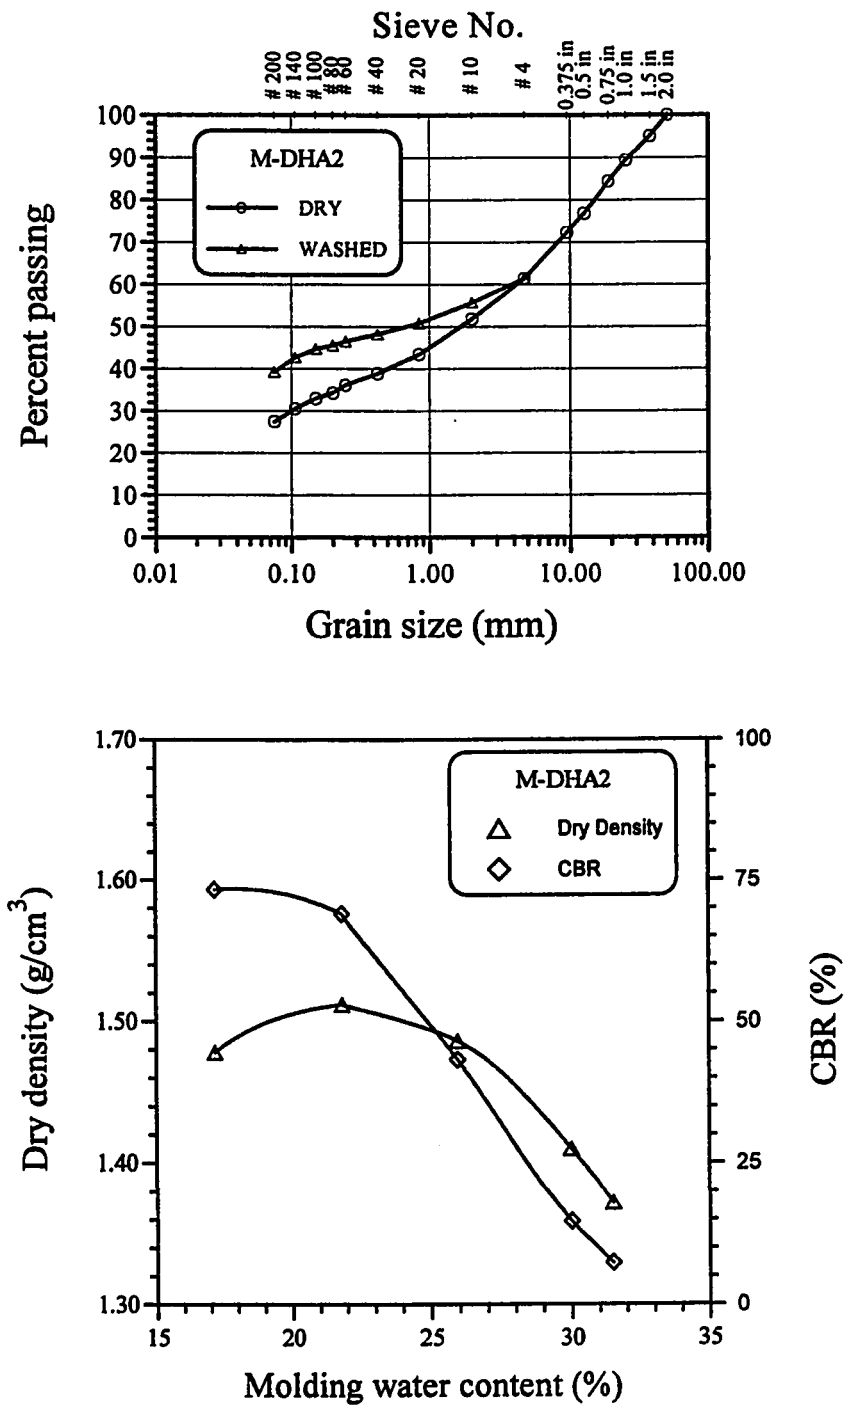 Sieve No.
# 200
# 140
# 100
# 80
# 60
# 40
# 20
# 10
# 4
0.375 in
0.5 in
0.75 in
1.0 in
1.5 in
2.0 in
100
90
80
70
60
50
40
30
20
10
0
Percent passing
M-DHA2
DRY
WASHED
0.01 0.10 1.00 10.00 100.00
Grain size (mm)
1.70
1.60
1.50
1.40
1.30
Dry density (g/cm³)
M-DHA2
Dry Density
CBR
100
75
50
25
0
CBR (%)
15 20 25 30 35
Molding water content (%)